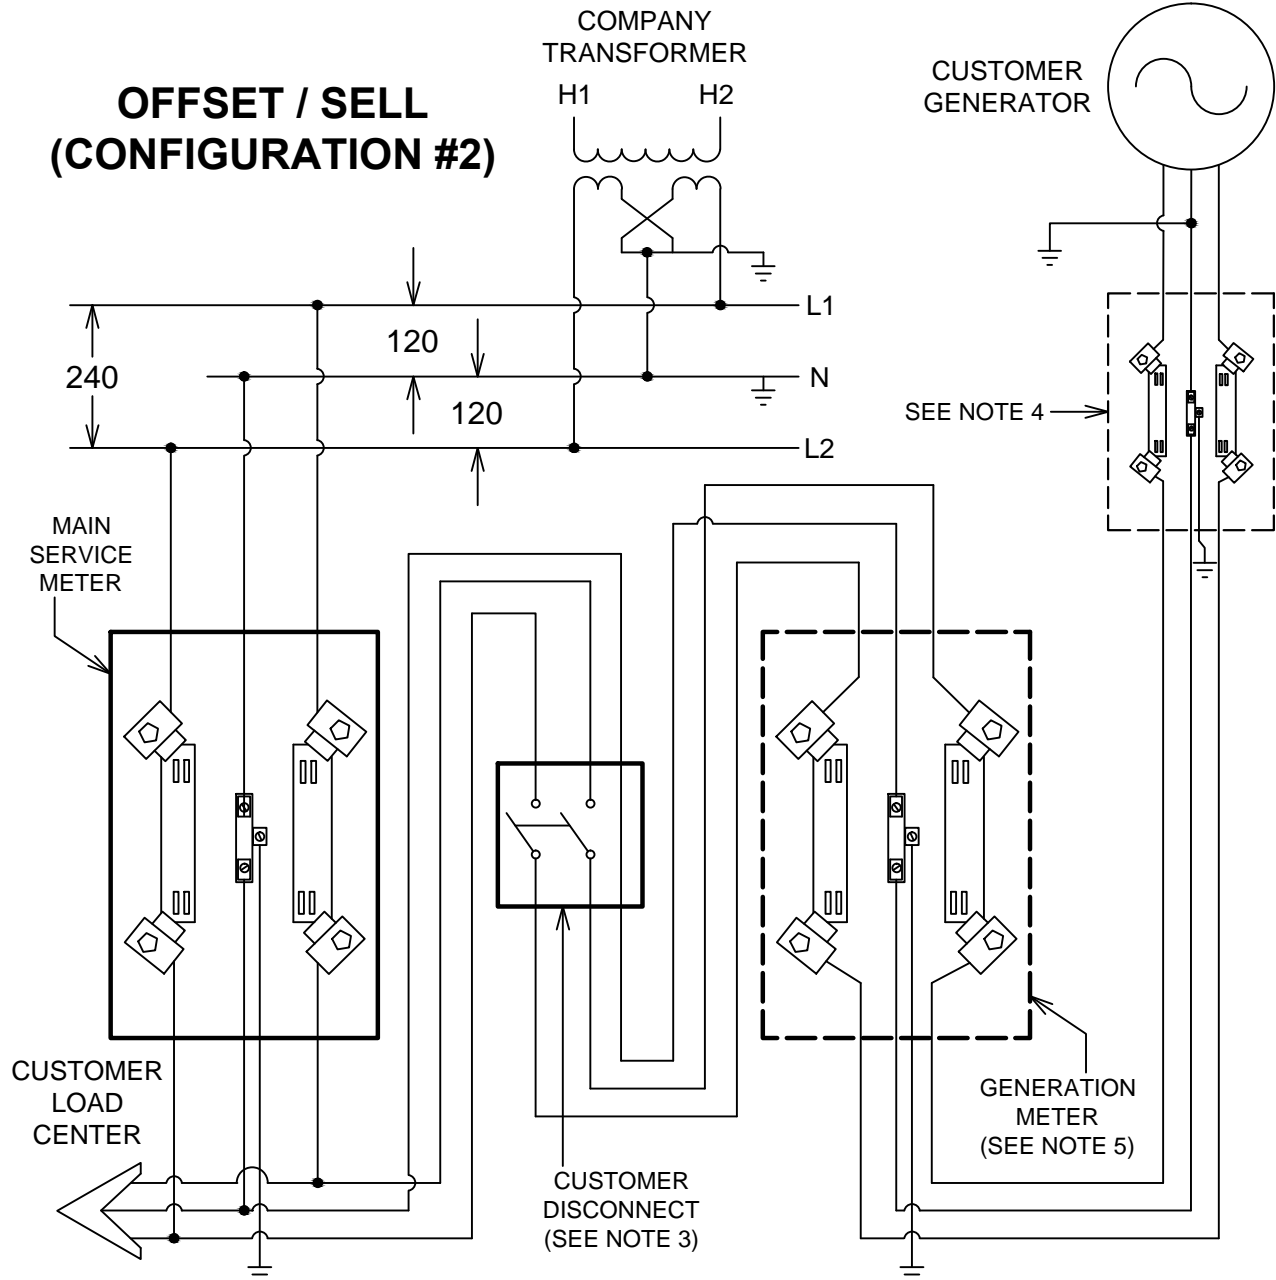 OFFSET / SELL
(CONFIGURATION #2)
COMPANY
TRANSFORMER
H1
H2
CUSTOMER
GENERATOR
L1
120
240
N
120
SEE NOTE 4
L2
MAIN
SERVICE
METER
CUSTOMER
LOAD
CENTER
GENERATION
METER
(SEE NOTE 5)
CUSTOMER
DISCONNECT
(SEE NOTE 3)